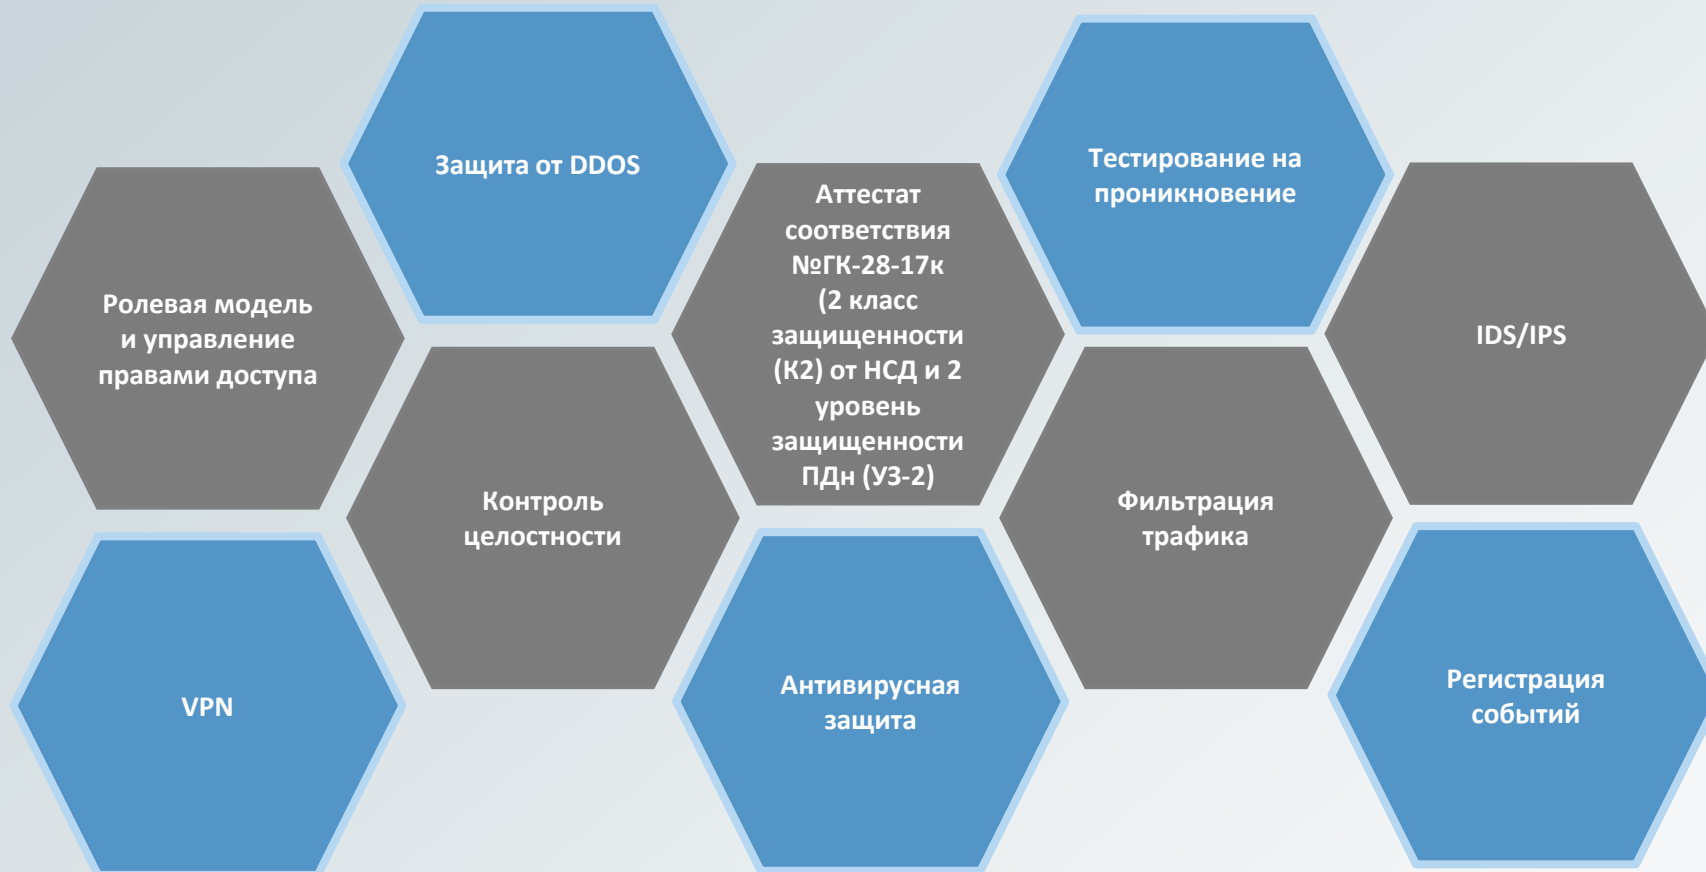 Защита от DDOS
Тестирование на
проникновение
Аттестат
соответствия
№ГК-28-17к
(2 класс
защищенности
(К2) от НСД и 2
уровень
защищенности
ПДн (УЗ-2)
Ролевая модель
и управление
правами доступа
IDS/IPS
Контроль
целостности
Фильтрация
трафика
VPN
Антивирусная
защита
Регистрация
событий